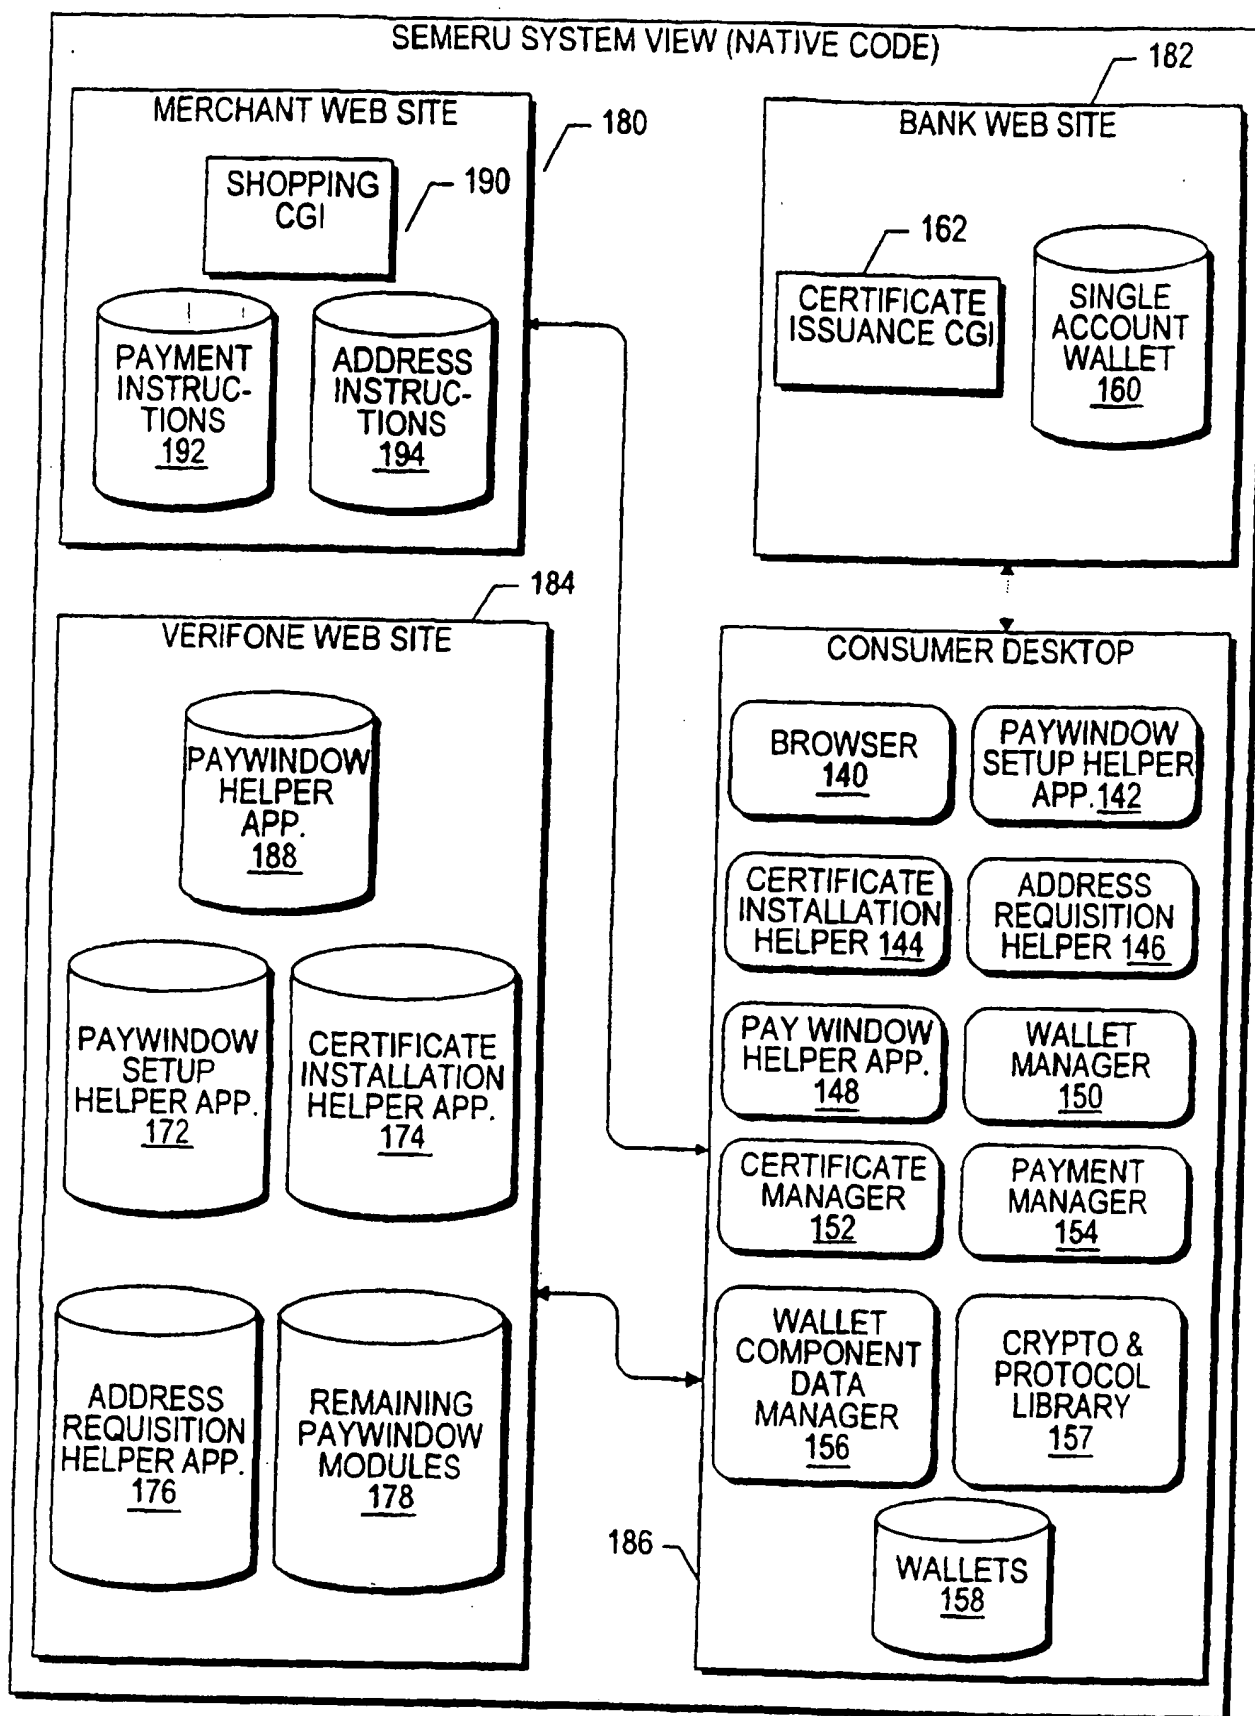 SEMERU SYSTEM VIEW (NATIVE CODE)
182
MERCHANT WEB SITE
180
SHOPPING
CGI
190
PAYMENT
INSTRUC-
TIONS
192
ADDRESS
INSTRUC-
TIONS
194
BANK WEB SITE
162
CERTIFICATE
ISSUANCE CGI
SINGLE
ACCOUNT
WALLET
160
184
VERIFONE WEB SITE
PAYWINDOW
HELPER
APP.
188
PAYWINDOW
SETUP
HELPER APP.
172
CERTIFICATE
INSTALLATION
HELPER APP.
174
ADDRESS
REQUISITION
HELPER APP.
176
REMAINING
PAYWINDOW
MODULES
178
CONSUMER DESKTOP
BROWSER
140
PAYWINDOW
SETUP HELPER
APP.142
CERTIFICATE
INSTALLATION
HELPER 144
ADDRESS
REQUISITION
HELPER 146
PAY WINDOW
HELPER APP.
148
WALLET
MANAGER
150
CERTIFICATE
MANAGER
152
PAYMENT
MANAGER
154
WALLET
COMPONENT
DATA
MANAGER
156
CRYPTO &
PROTOCOL
LIBRARY
157
186
WALLETS
158